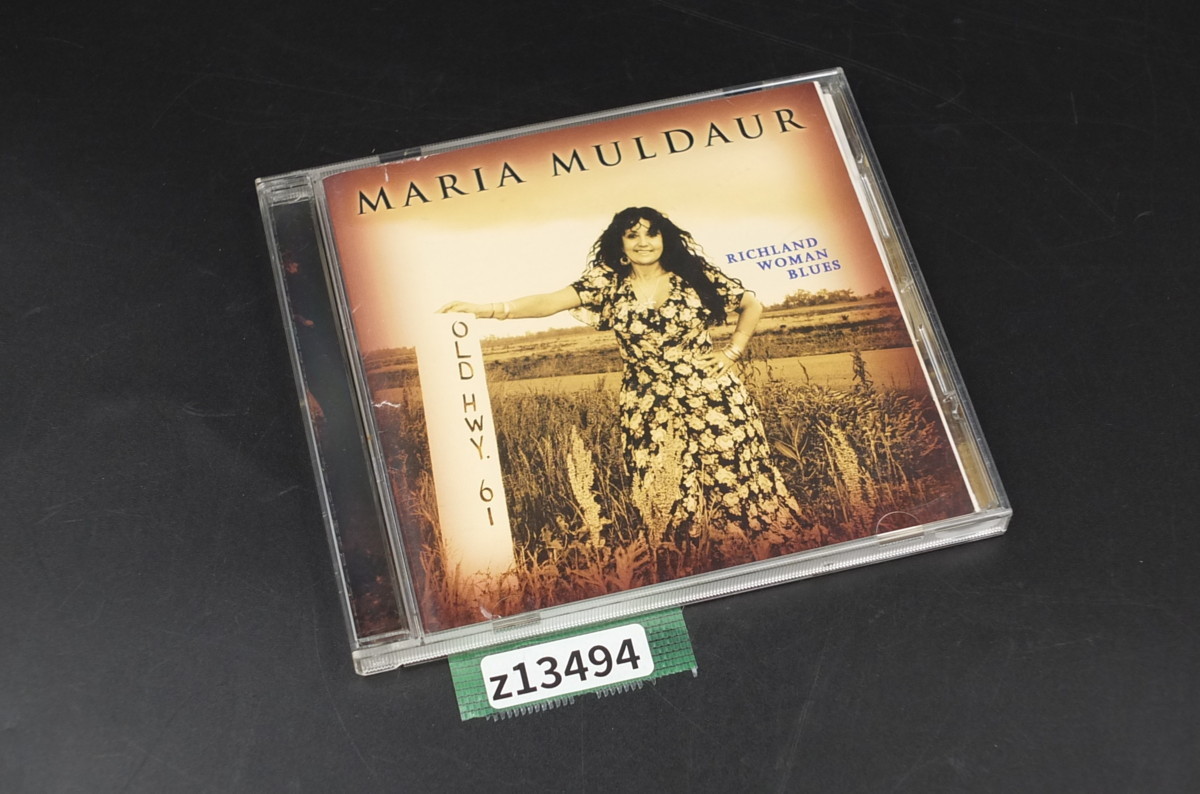 MARIA MULDAUR
RICHLAND
WOMAN
BLUES
OLD HWY. 61
z13494